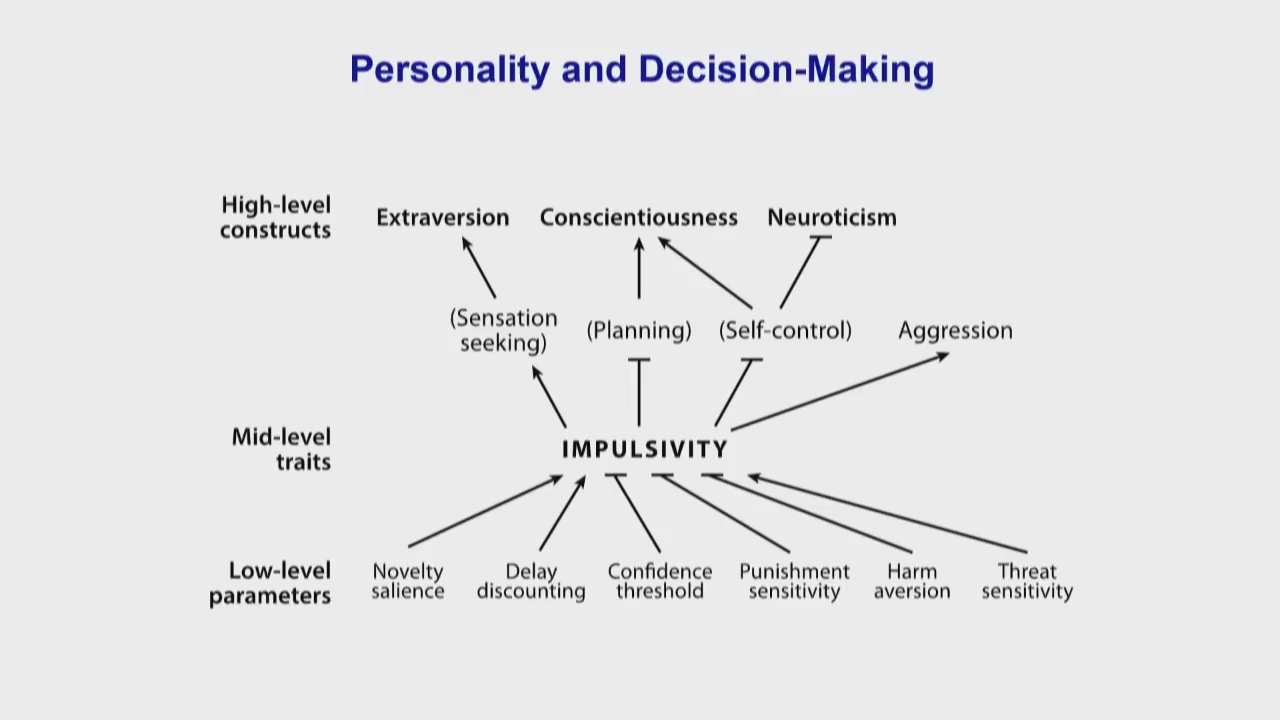 Personality and Decision-Making
High-level
constructs
Extraversion
Conscientiousness
Neuroticism
(Sensation
seeking)
(Planning)
(Self-control)
Aggression
Mid-level
traits
IMPULSIVITY
Low-level
parameters
Novelty
salience
Delay
discounting
Confidence
threshold
Punishment
sensitivity
Harm
aversion
Threat
sensitivity